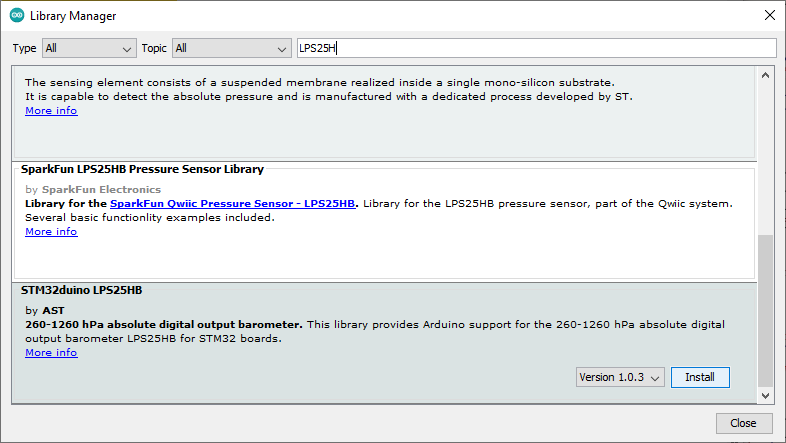 Library Manager
Type All Topic All LPS25H
The sensing element consists of a suspended membrane realized inside a single mono-silicon substrate.
It is capable to detect the absolute pressure and is manufactured with a dedicated process developed by ST.
More info
SparkFun LPS25HB Pressure Sensor Library
by SparkFun Electronics
Library for the SparkFun Qwiic Pressure Sensor - LPS25HB. Library for the LPS25HB pressure sensor, part of the Qwiic system.
Several basic functionlity examples included.
More info
STM32duino LPS25HB
by AST
260-1260 hPa absolute digital output barometer. This library provides Arduino support for the 260-1260 hPa absolute digital
output barometer LPS25HB for STM32 boards.
More info
Version 1.0.3 Install
Close